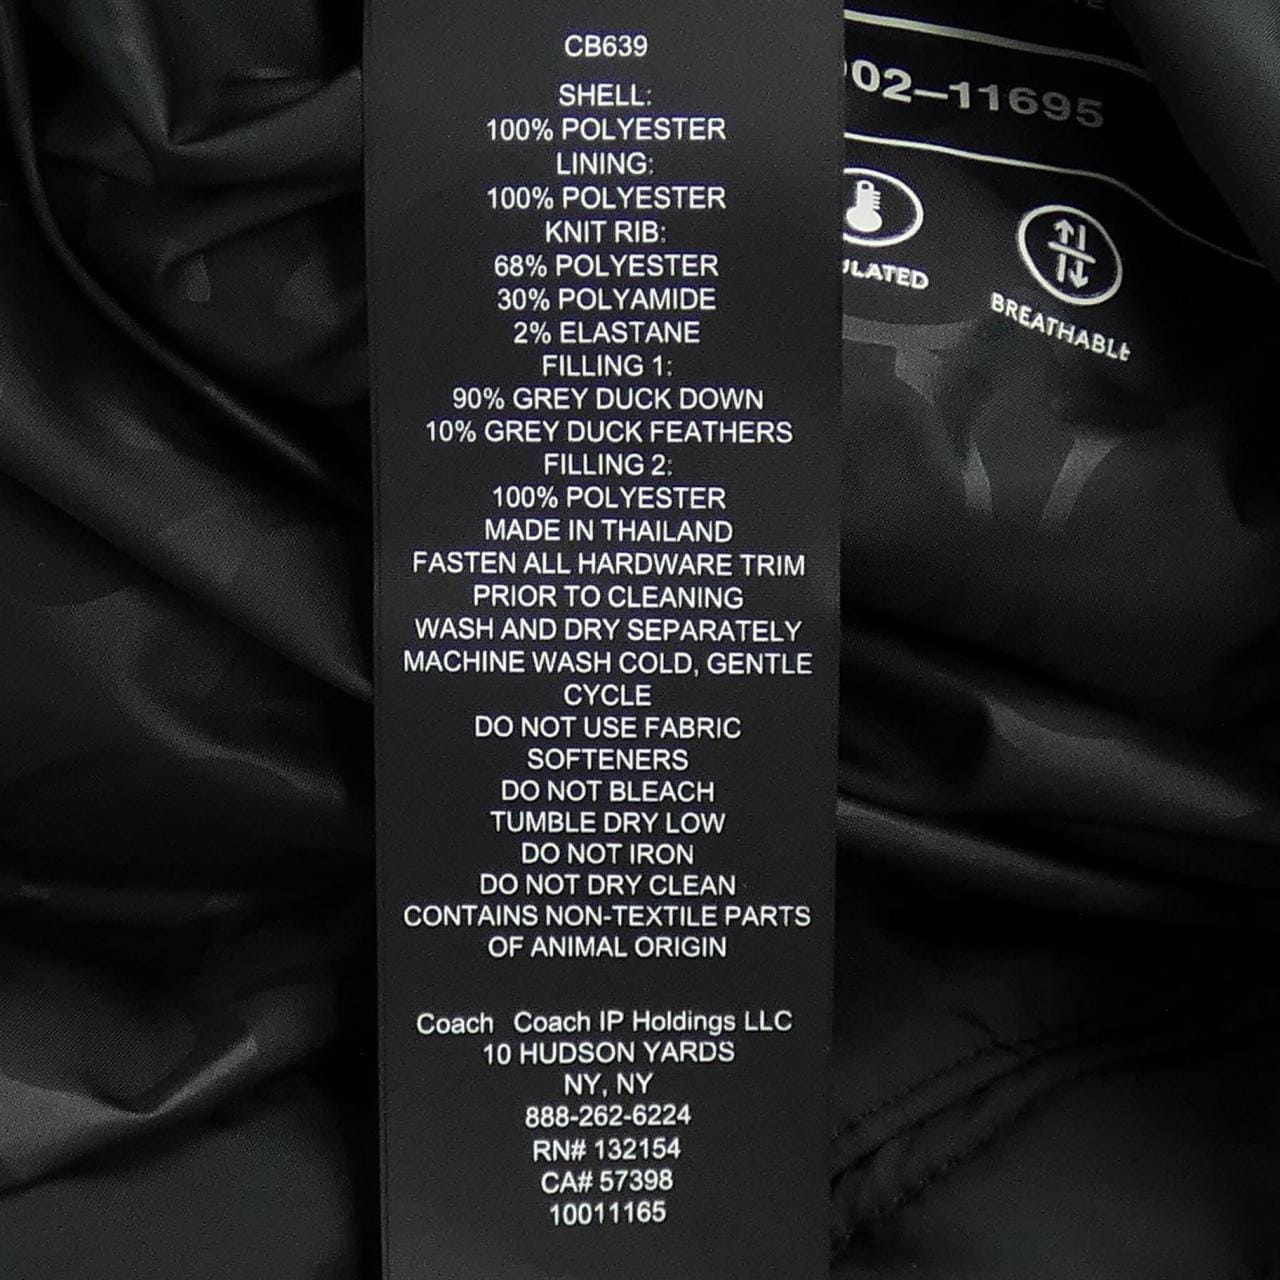 CB639
SHELL:
100% POLYESTER
LINING:
100% POLYESTER
KNIT RIB:
68% POLYESTER
30% POLYAMIDE
2% ELASTANE
FILLING 1:
90% GREY DUCK DOWN
10% GREY DUCK FEATHERS
FILLING 2:
100% POLYESTER
MADE IN THAILAND
FASTEN ALL HARDWARE TRIM
PRIOR TO CLEANING
WASH AND DRY SEPARATELY
MACHINE WASH COLD, GENTLE
CYCLE
DO NOT USE FABRIC
SOFTENERS
DO NOT BLEACH
TUMBLE DRY LOW
DO NOT IRON
DO NOT DRY CLEAN
CONTAINS NON-TEXTILE PARTS
OF ANIMAL ORIGIN
Coach Coach IP Holdings LLC
10 HUDSON YARDS
NY, NY
888-262-6224
RN# 132154
CA# 57398
10011165
02-11695
ULATED
BREATHABLE